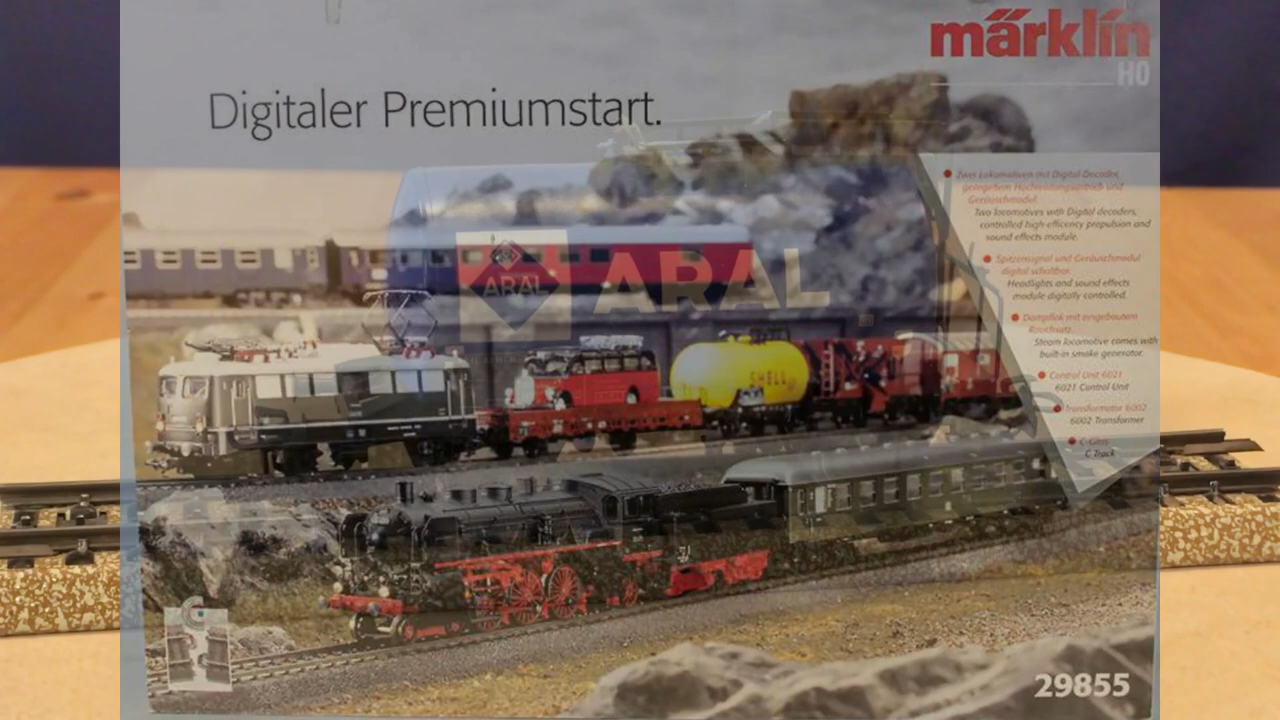 märklín
H0
Digitaler Premiumstart.
Zwei Lokomotiven mit Digital-Decoder,
geregeltem Hochleistungsantrieb und
Geräuschmodul.
Two locomotives with Digital decoders,
controlled high-efficency propulsion and
sound effects module.
Spitzensignal und Geräuschmodul
digital schaltbar.
Headlights and sound effects
module digitally controlled.
Dampflok mit eingebautem
Rauchsatz.
Steam locomotive comes with
built-in smoke generator.
Control Unit 6021
6021 Control Unit
Transformator 6002
6002 Transformer
C-Gleis
C Track
ARAL
ARAL
SHELL
29855